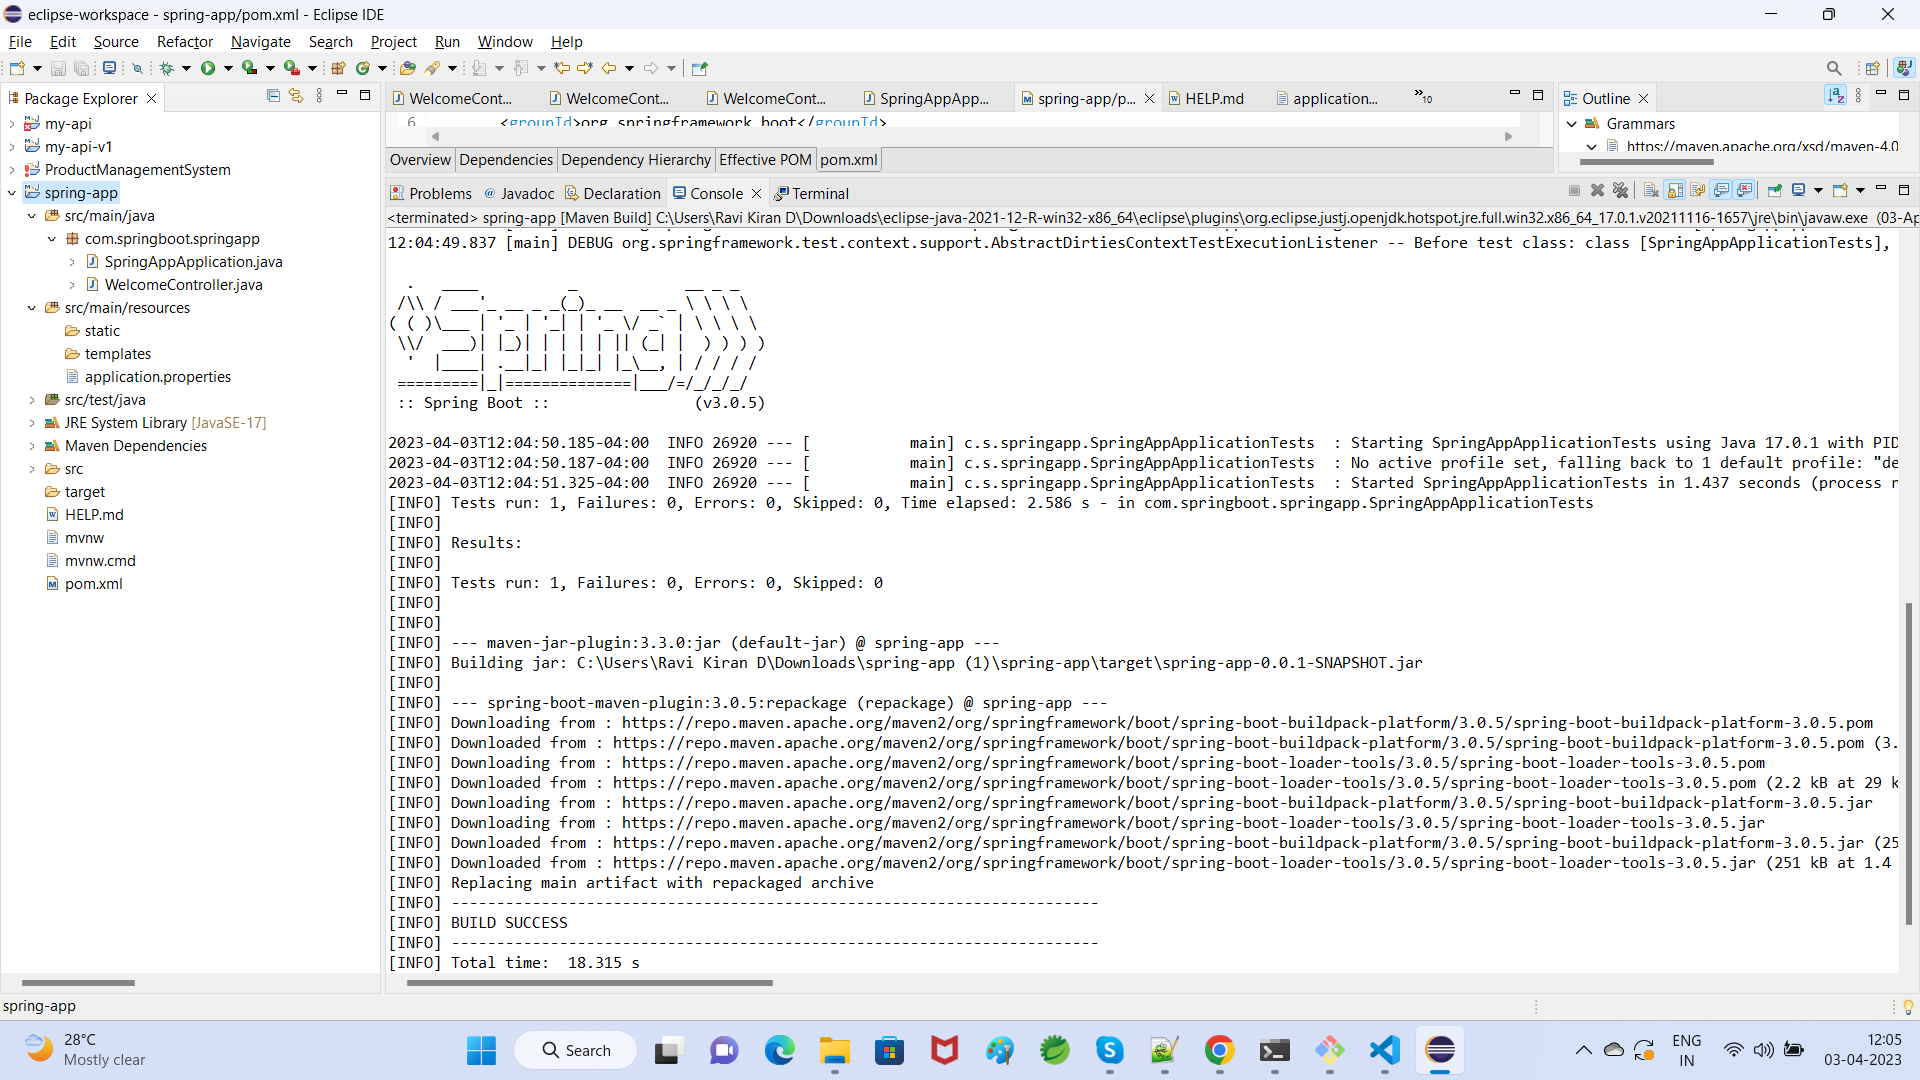 eclipse-workspace - spring-app/pom.xml - Eclipse IDE
File Edit Source Refactor Navigate Search Project Run Window Help
Package Explorer
my-api
my-api-v1
ProductManagementSystem
spring-app
src/main/java
com.springboot.springapp
SpringAppApplication.java
WelcomeController.java
src/main/resources
static
templates
application.properties
src/test/java
JRE System Library [JavaSE-17]
Maven Dependencies
src
target
HELP.md
mvnw
mvnw.cmd
pom.xml
WelcomeCont... WelcomeCont... WelcomeCont... SpringAppApp... spring-app/p... HELP.md application... »10
6 <groupId>org.springframework.boot</groupId>
Overview Dependencies Dependency Hierarchy Effective POM pom.xml
Outline
Grammars
https://maven.apache.org/xsd/maven-4.0
Problems Javadoc Declaration Console Terminal
<terminated> spring-app [Maven Build] C:\Users\Ravi Kiran D\Downloads\eclipse-java-2021-12-R-win32-x86_64\eclipse\plugins\org.eclipse.justj.openjdk.hotspot.jre.full.win32.x86_64_17.0.1.v20211116-1657\jre\bin\javaw.exe (03-Ap
12:04:49.837 [main] DEBUG org.springframework.test.context.support.AbstractDirtiesContextTestExecutionListener -- Before test class: class [SpringAppApplicationTests],
Spring
:: Spring Boot :: (v3.0.5)
2023-04-03T12:04:50.185-04:00 INFO 26920 --- [ main] c.s.springapp.SpringAppApplicationTests : Starting SpringAppApplicationTests using Java 17.0.1 with PID
2023-04-03T12:04:50.187-04:00 INFO 26920 --- [ main] c.s.springapp.SpringAppApplicationTests : No active profile set, falling back to 1 default profile: "de
2023-04-03T12:04:51.325-04:00 INFO 26920 --- [ main] c.s.springapp.SpringAppApplicationTests : Started SpringAppApplicationTests in 1.437 seconds (process r
[INFO] Tests run: 1, Failures: 0, Errors: 0, Skipped: 0, Time elapsed: 2.586 s - in com.springboot.springapp.SpringAppApplicationTests
[INFO]
[INFO] Results:
[INFO]
[INFO] Tests run: 1, Failures: 0, Errors: 0, Skipped: 0
[INFO]
[INFO]
[INFO] --- maven-jar-plugin:3.3.0:jar (default-jar) @ spring-app ---
[INFO] Building jar: C:\Users\Ravi Kiran D\Downloads\spring-app (1)\spring-app\target\spring-app-0.0.1-SNAPSHOT.jar
[INFO]
[INFO] --- spring-boot-maven-plugin:3.0.5:repackage (repackage) @ spring-app ---
[INFO] Downloading from : https://repo.maven.apache.org/maven2/org/springframework/boot/spring-boot-buildpack-platform/3.0.5/spring-boot-buildpack-platform-3.0.5.pom
[INFO] Downloaded from : https://repo.maven.apache.org/maven2/org/springframework/boot/spring-boot-buildpack-platform/3.0.5/spring-boot-buildpack-platform-3.0.5.pom (3.
[INFO] Downloading from : https://repo.maven.apache.org/maven2/org/springframework/boot/spring-boot-loader-tools/3.0.5/spring-boot-loader-tools-3.0.5.pom
[INFO] Downloaded from : https://repo.maven.apache.org/maven2/org/springframework/boot/spring-boot-loader-tools/3.0.5/spring-boot-loader-tools-3.0.5.pom (2.2 kB at 29 k
[INFO] Downloading from : https://repo.maven.apache.org/maven2/org/springframework/boot/spring-boot-buildpack-platform/3.0.5/spring-boot-buildpack-platform-3.0.5.jar
[INFO] Downloading from : https://repo.maven.apache.org/maven2/org/springframework/boot/spring-boot-loader-tools/3.0.5/spring-boot-loader-tools-3.0.5.jar
[INFO] Downloaded from : https://repo.maven.apache.org/maven2/org/springframework/boot/spring-boot-buildpack-platform/3.0.5/spring-boot-buildpack-platform-3.0.5.jar (25
[INFO] Downloaded from : https://repo.maven.apache.org/maven2/org/springframework/boot/spring-boot-loader-tools/3.0.5/spring-boot-loader-tools-3.0.5.jar (251 kB at 1.4
[INFO] Replacing main artifact with repackaged archive
[INFO] ------------------------------------------------------------------------
[INFO] BUILD SUCCESS
[INFO] ------------------------------------------------------------------------
[INFO] Total time:  18.315 s
spring-app
28°C
Mostly clear
Search
ENG
IN
12:05
03-04-2023